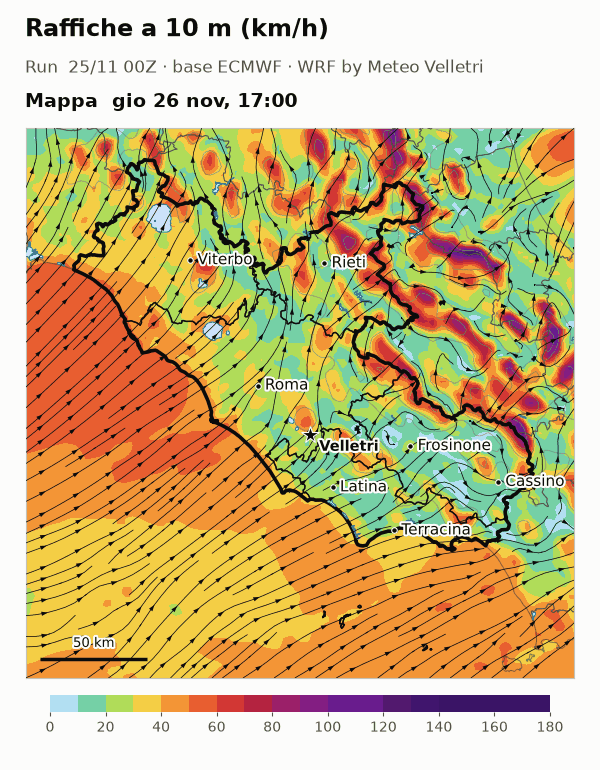 Raffiche a 10 m (km/h)
Run  25/11 00Z · base ECMWF · WRF by Meteo Velletri
Mappa  gio 26 nov, 17:00
Viterbo
Rieti
Roma
Velletri
Frosinone
Latina
Cassino
Terracina
50 km
0 20 40 60 80 100 120 140 160 180